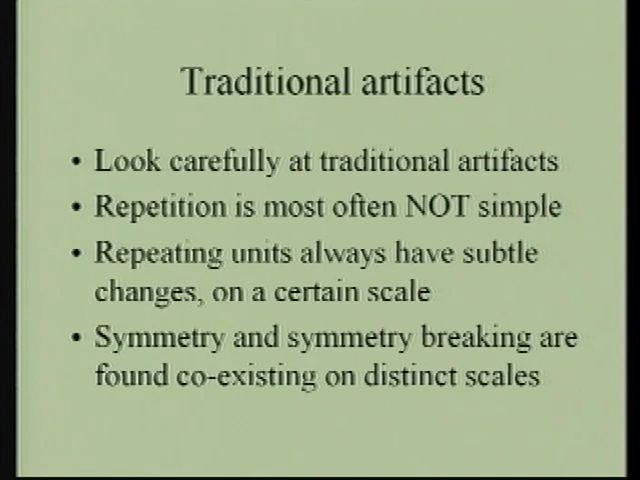 Traditional artifacts
• Look carefully at traditional artifacts
• Repetition is most often NOT simple
• Repeating units always have subtle
changes, on a certain scale
• Symmetry and symmetry breaking are
found co-existing on distinct scales